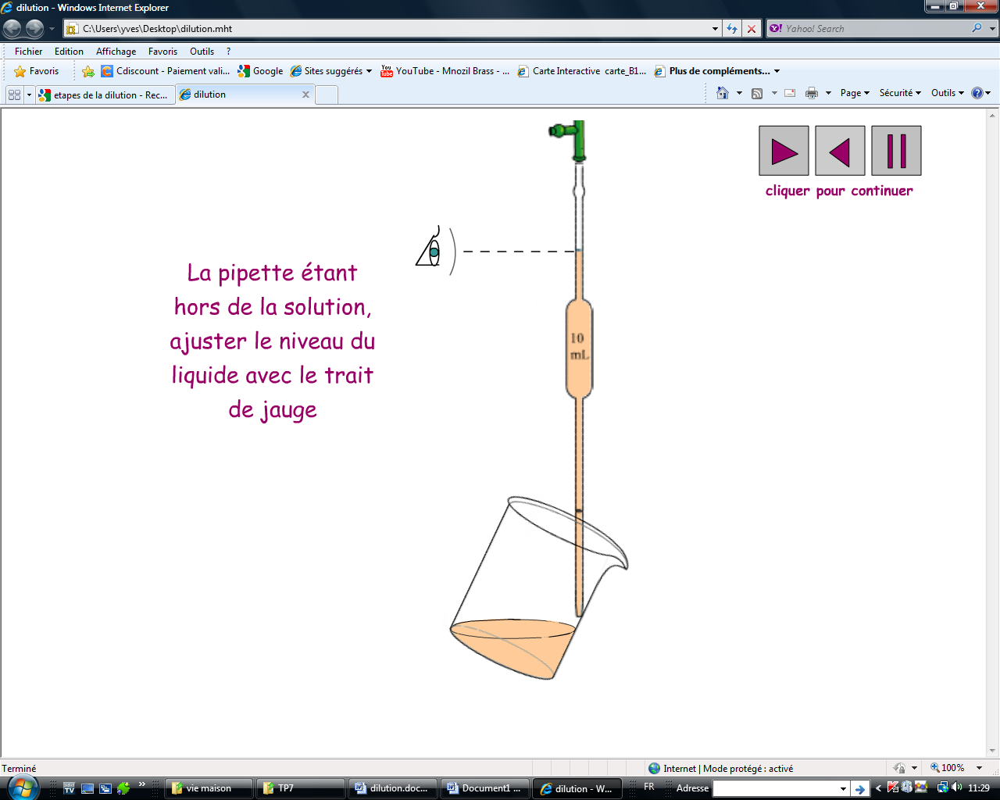 dilution - Windows Internet Explorer
C:\Users\yves\Desktop\dilution.mht
Yahoo! Search
Fichier Edition Affichage Favoris Outils ?
Favoris Cdiscount - Paiement vali... Google Sites suggérés YouTube - Mnozil Brass - ... Carte Interactive carte_B1... Plus de compléments...
etapes de la dilution - Rec... dilution Page Sécurité Outils
cliquer pour continuer
La pipette étant
hors de la solution,
ajuster le niveau du
liquide avec le trait
de jauge
10
mL
Terminé Internet | Mode protégé : activé 100%
vie maison TP7 dilution.doc... Document1 ... dilution - W... FR Adresse 11:29